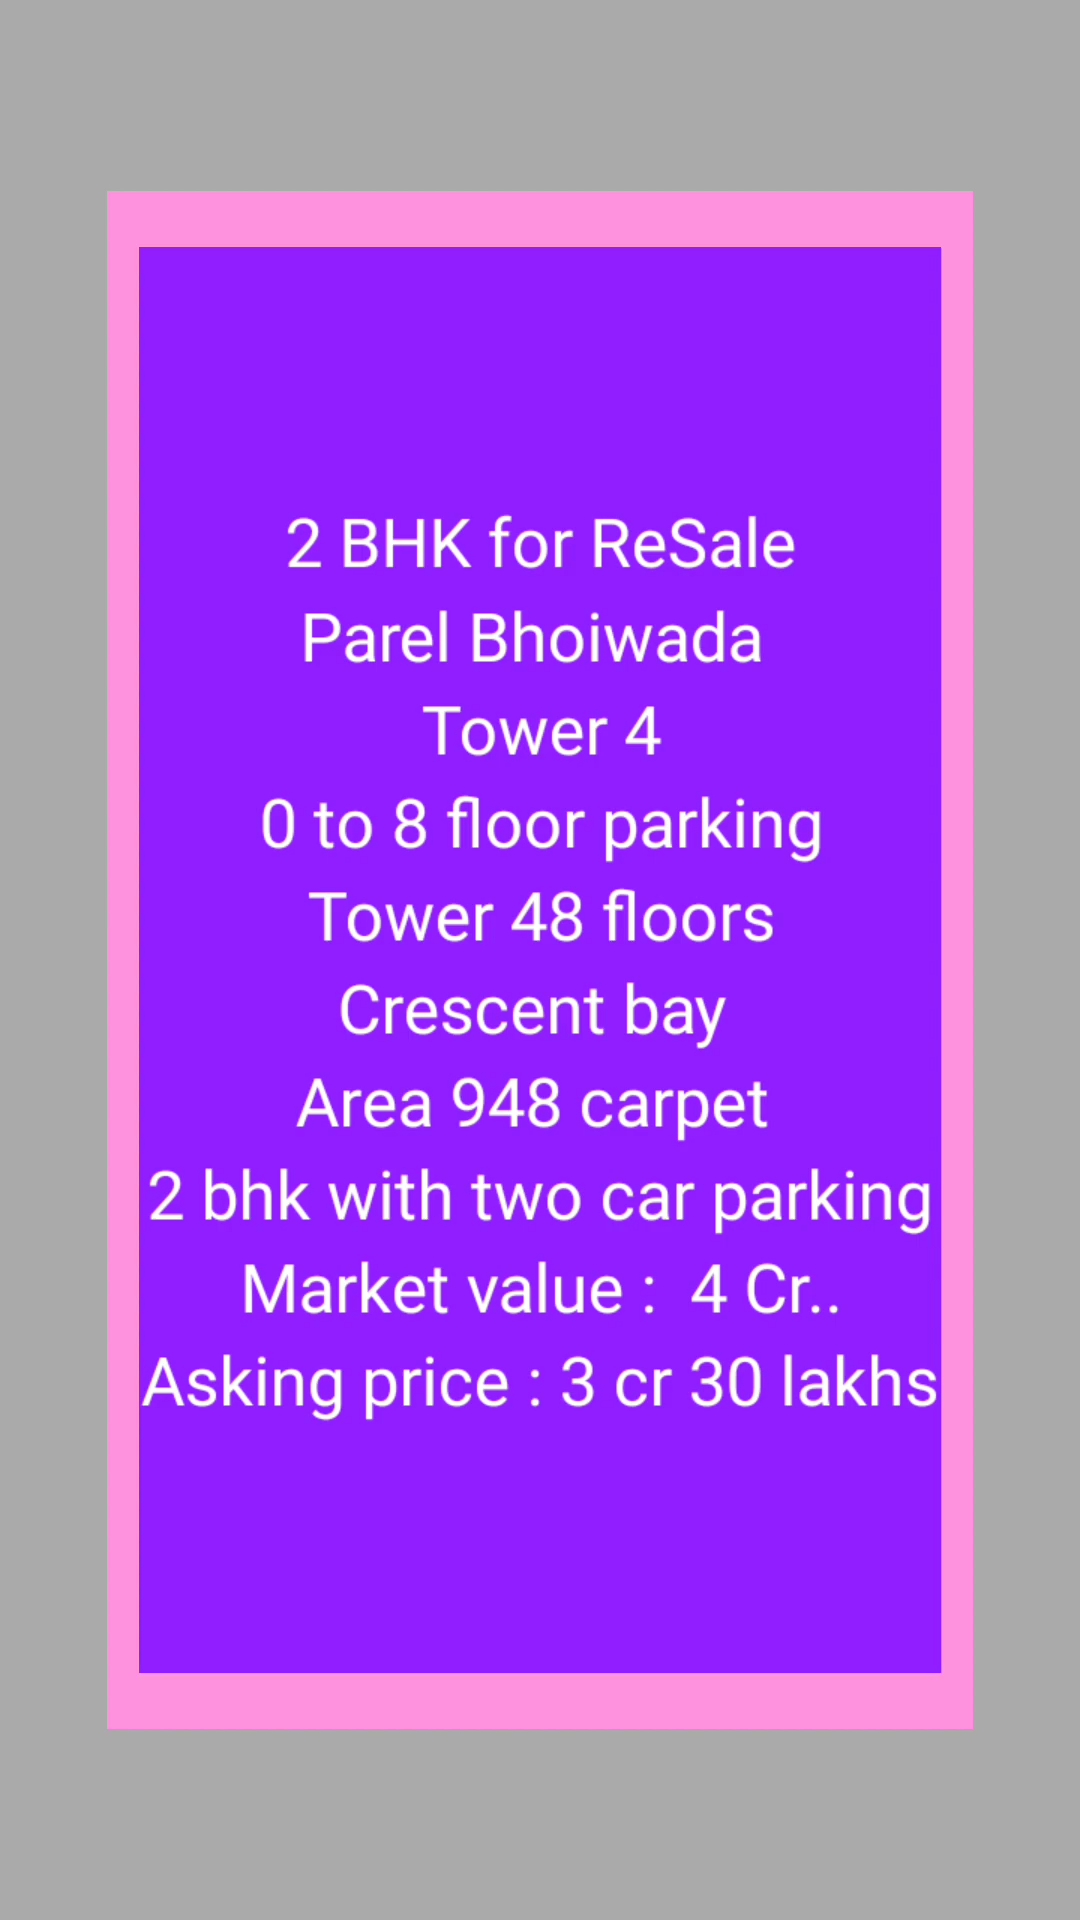 2 BHK for ReSale
Parel Bhoiwada
Tower 4
0 to 8 floor parking
Tower 48 floors
Crescent bay
Area 948 carpet
2 bhk with two car parking
Market value :  4 Cr..
Asking price : 3 cr 30 lakhs